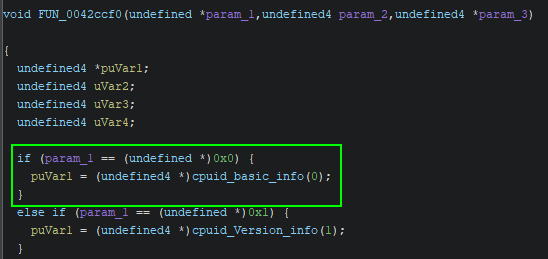 void FUN_0042ccf0(undefined *param_1,undefined4 param_2,undefined4 *param_3)
{
undefined4 *puVar1;
undefined4 uVar2;
undefined4 uVar3;
undefined4 uVar4;
if (param_1 == (undefined *)0x0) {
puVar1 = (undefined4 *)cpuid_basic_info(0);
}
else if (param_1 == (undefined *)0x1) {
puVar1 = (undefined4 *)cpuid_Version_info(1);
}